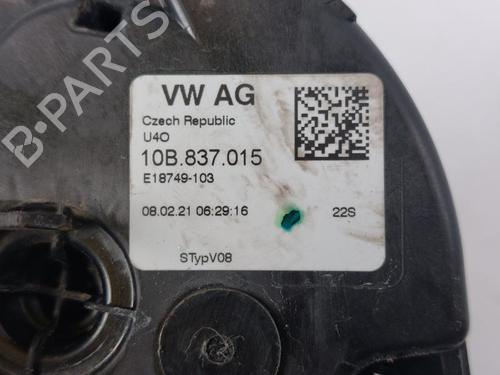 VW AG
Czech Republic
U4O
10B.837.015
E18749-103
08.02.21 06:29:16 22S
STypV08
B-PARTS